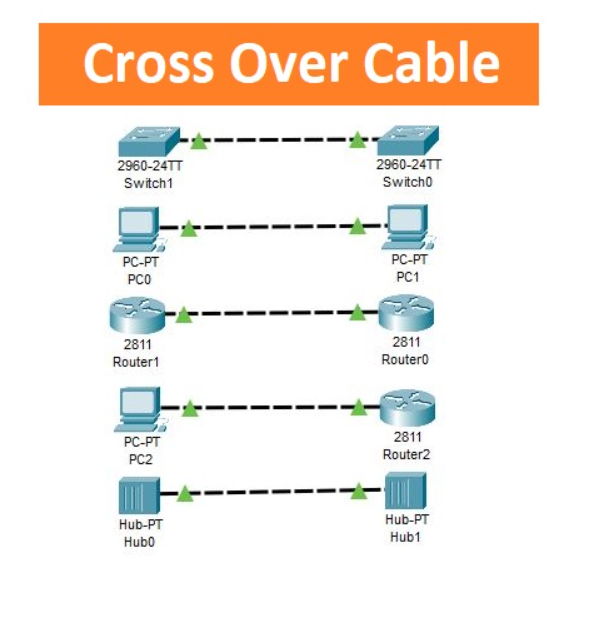 Cross Over Cable
2960-24TT
Switch1
2960-24TT
Switch0
PC-PT
PC0
PC-PT
PC1
2811
Router1
2811
Router0
PC-PT
PC2
2811
Router2
Hub-PT
Hub0
Hub-PT
Hub1